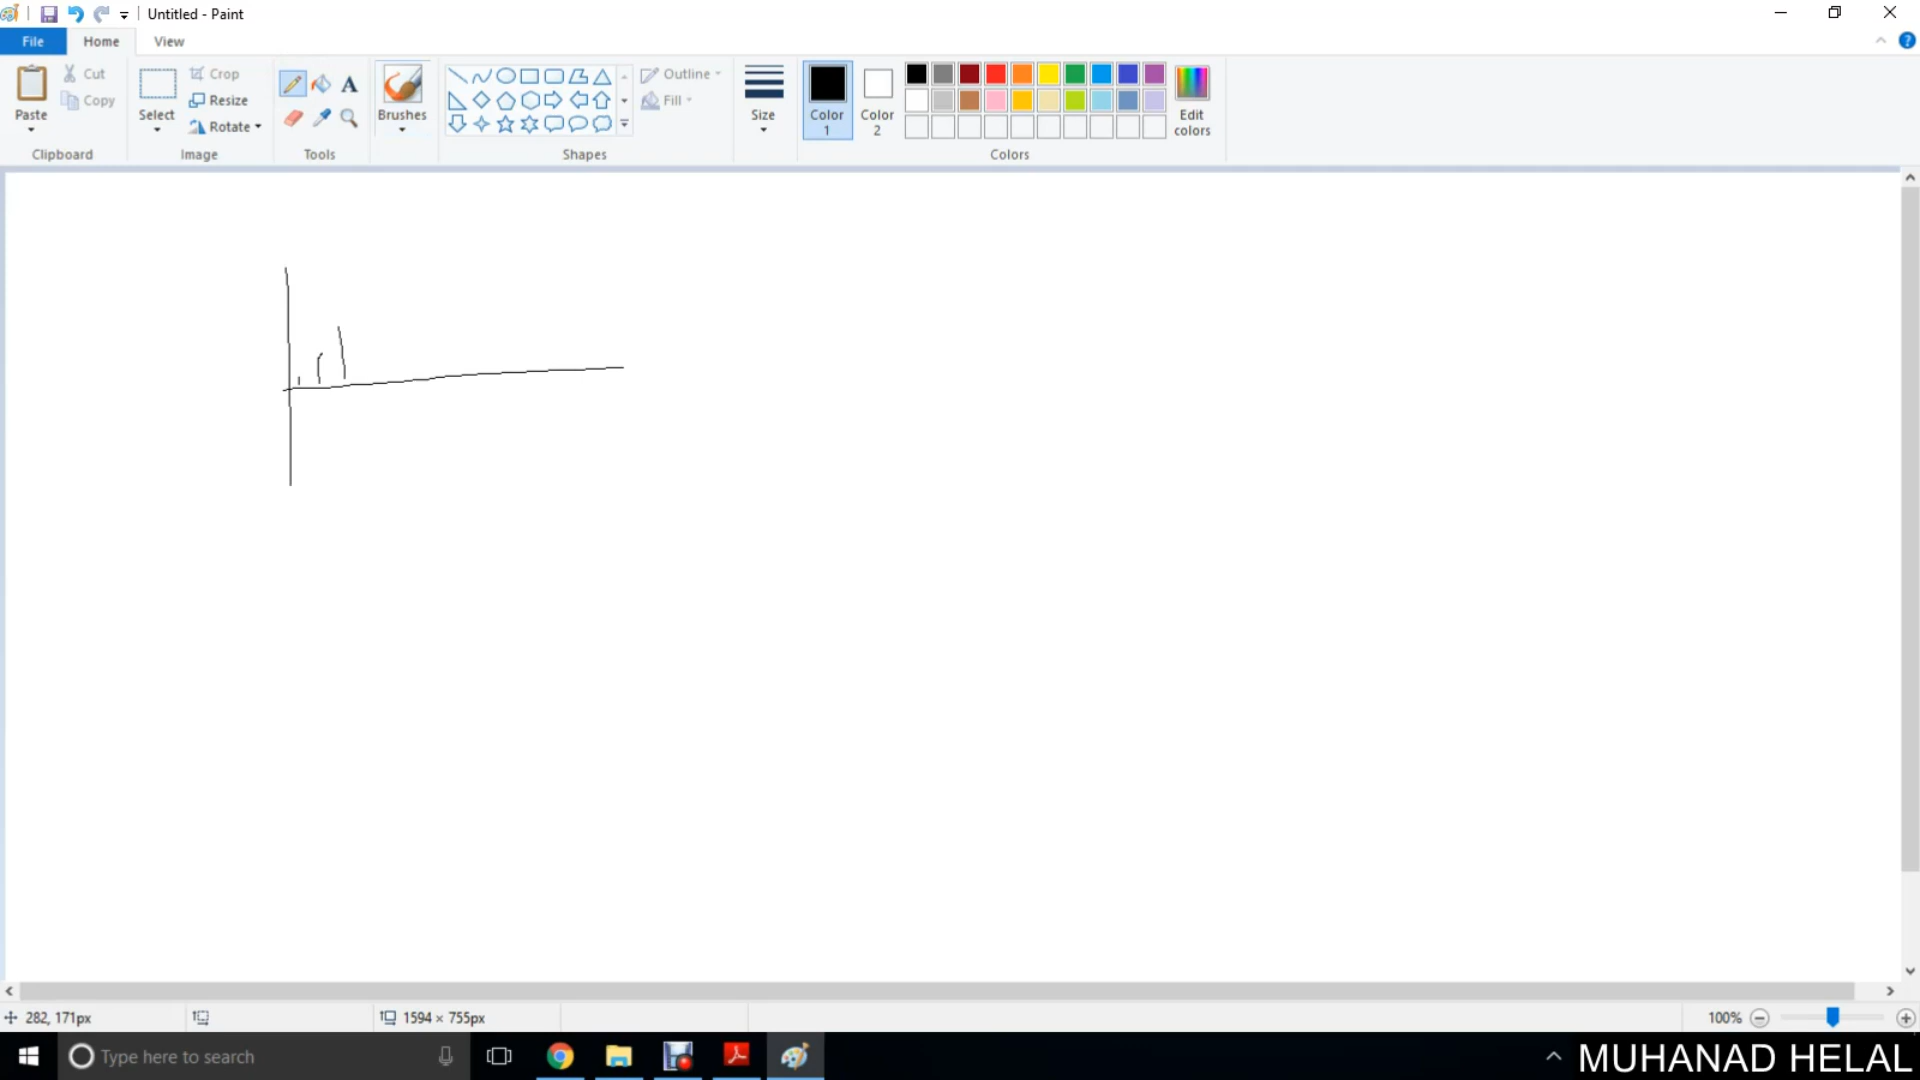 Untitled - Paint
File Home View
Paste Cut Copy
Select Crop Resize Rotate
A
Brushes
Outline Fill
Size
Color 1 Color 2
Edit colors
Clipboard Image Tools Shapes Colors
282, 171px 1594 × 755px 100%
Type here to search
MUHANAD HELAL